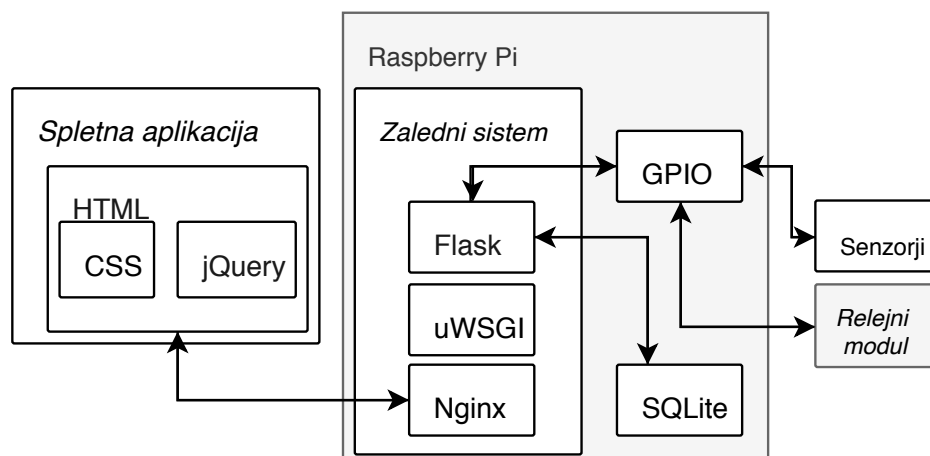 Raspberry Pi
Spletna aplikacija
HTML
CSS
jQuery
Zaledni sistem
Flask
uWSGI
Nginx
GPIO
SQLite
Senzorji
Relejni
modul